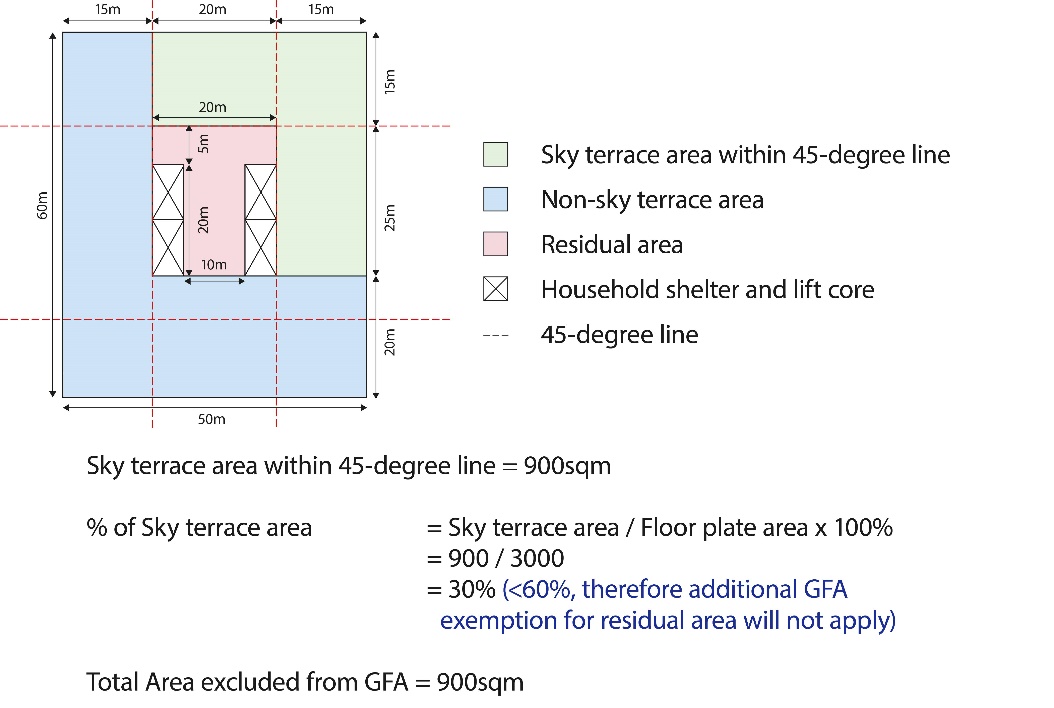 15m 20m 15m
15m
20m
5m
60m
20m
25m
10m
20m
50m
Sky terrace area within 45-degree line
Non-sky terrace area
Residual area
Household shelter and lift core
45-degree line
Sky terrace area within 45-degree line = 900sqm
% of Sky terrace area = Sky terrace area / Floor plate area x 100%
= 900 / 3000
= 30% (<60%, therefore additional GFA
exemption for residual area will not apply)
Total Area excluded from GFA = 900sqm